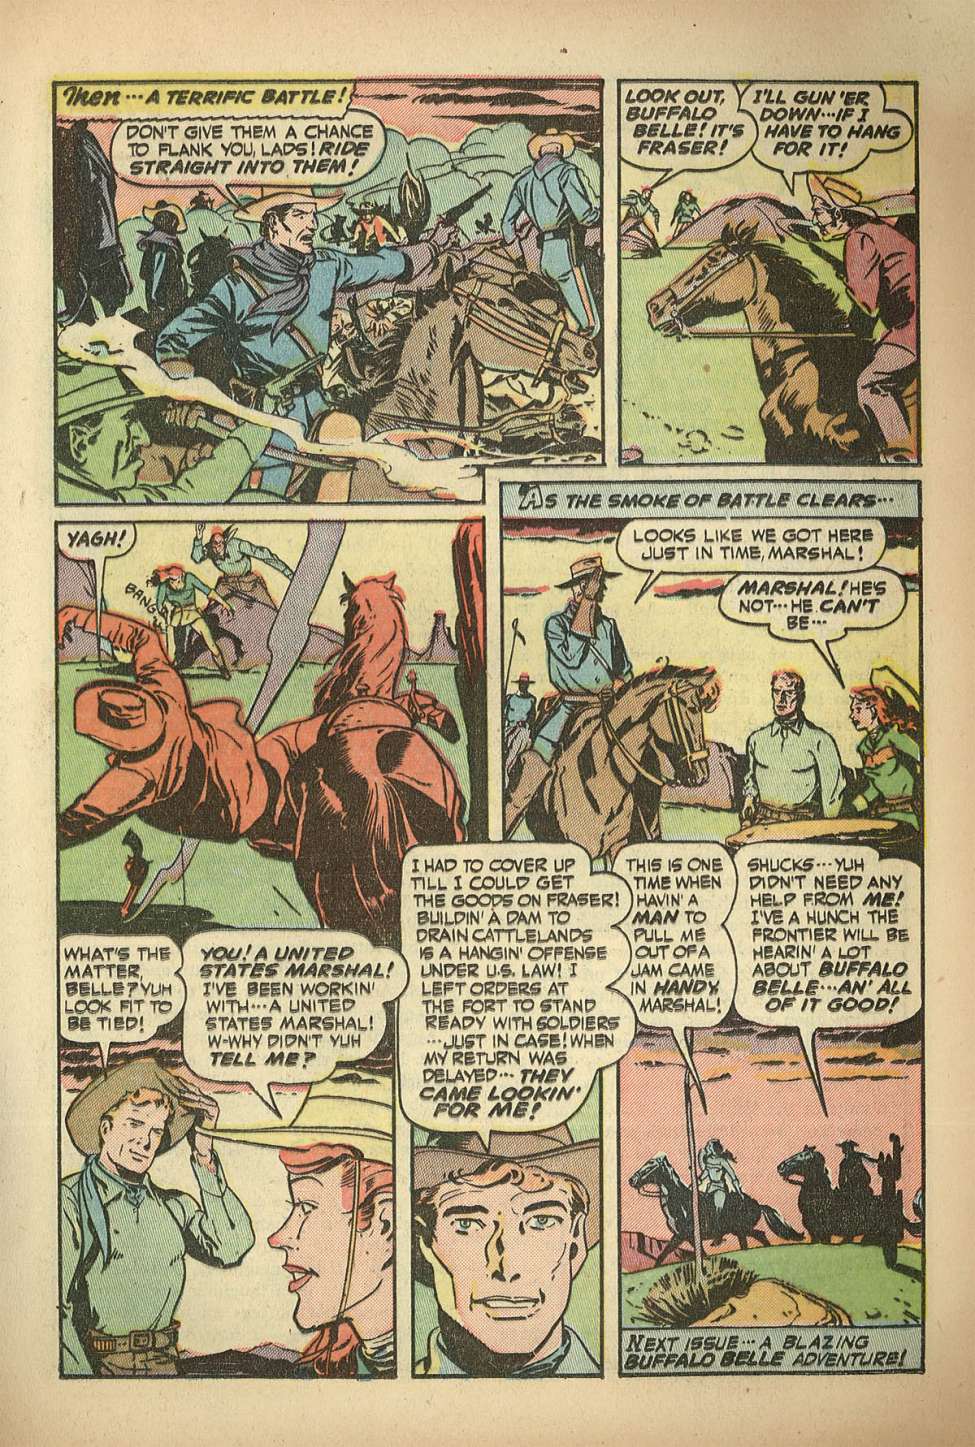 Then... A TERRIFIC BATTLE!
DON'T GIVE THEM A CHANCE
TO FLANK YOU, LADS! RIDE
STRAIGHT INTO THEM!
LOOK OUT,
BUFFALO
BELLE! IT'S
FRASER!
I'LL GUN 'ER
DOWN...IF I
HAVE TO HANG
FOR IT!
YAGH!
BANG
AS THE SMOKE OF BATTLE CLEARS...
LOOKS LIKE WE GOT HERE
JUST IN TIME, MARSHAL!
MARSHAL! HE'S
NOT...HE CAN'T
BE...
WHAT'S THE
MATTER,
BELLE? YUH
LOOK FIT TO
BE TIED!
YOU! A UNITED
STATES MARSHAL!
I'VE BEEN WORKIN'
WITH...A UNITED
STATES MARSHAL!
W-WHY DIDN'T YUH
TELL ME?
I HAD TO COVER UP
TILL I COULD GET
THE GOODS ON FRASER!
BUILDIN' A DAM TO
DRAIN CATTLELANDS
IS A HANGIN' OFFENSE
UNDER U.S. LAW! I
LEFT ORDERS AT
THE FORT TO STAND
READY WITH SOLDIERS
...JUST IN CASE! WHEN
MY RETURN WAS
DELAYED... THEY
CAME LOOKIN'
FOR ME!
THIS IS ONE
TIME WHEN
HAVIN' A
MAN TO
PULL ME
OUT OF A
JAM CAME
IN HANDY,
MARSHAL!
SHUCKS...YUH
DIDN'T NEED ANY
HELP FROM ME!
I'VE A HUNCH THE
FRONTIER WILL BE
HEARIN' A LOT
ABOUT BUFFALO
BELLE...AN' ALL
OF IT GOOD!
NEXT ISSUE... A BLAZING
BUFFALO BELLE ADVENTURE!